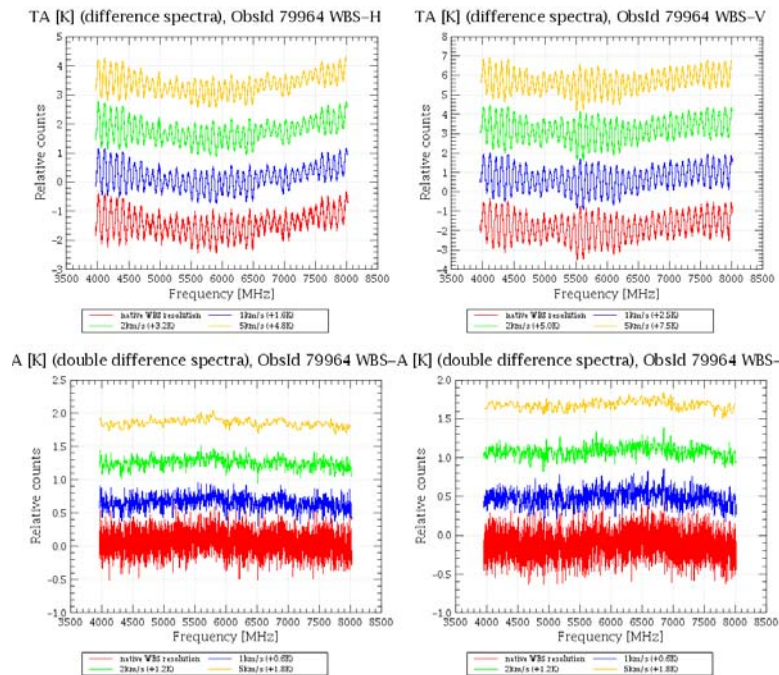 TA [K] (difference spectra), ObsId 79964 WBS–H
5
4
3
2
1
0
−1
−2
−3
Relative counts
3500 4000 4500 5000 5500 6000 6500 7000 7500 8000 8500
Frequency [MHz]
native WBS resolution 1km/s (+1.6K)
2km/s (+3.2K) 5km/s (+4.8K)
TA [K] (difference spectra), ObsId 79964 WBS–V
8
7
6
5
4
3
2
1
0
−1
−2
−3
−4
Relative counts
3500 4000 4500 5000 5500 6000 6500 7000 7500 8000 8500
Frequency [MHz]
native WBS resolution 1km/s (+2.5K)
2km/s (+5.0K) 5km/s (+7.5K)
A [K] (double difference spectra), ObsId 79964 WBS–
2.5
2.0
1.5
1.0
0.5
0.0
−0.5
−1.0
Relative counts
3500 4000 4500 5000 5500 6000 6500 7000 7500 8000 8500
Frequency [MHz]
native WBS resolution 1km/s (+0.6K)
2km/s (+1.2K) 5km/s (+1.8K)
A [K] (double difference spectra), ObsId 79964 WBS–
2.0
1.5
1.0
0.5
0.0
−0.5
−1.0
Relative counts
3500 4000 4500 5000 5500 6000 6500 7000 7500 8000 8500
Frequency [MHz]
native WBS resolution 1km/s (+0.6K)
2km/s (+1.2K) 5km/s (+1.8K)